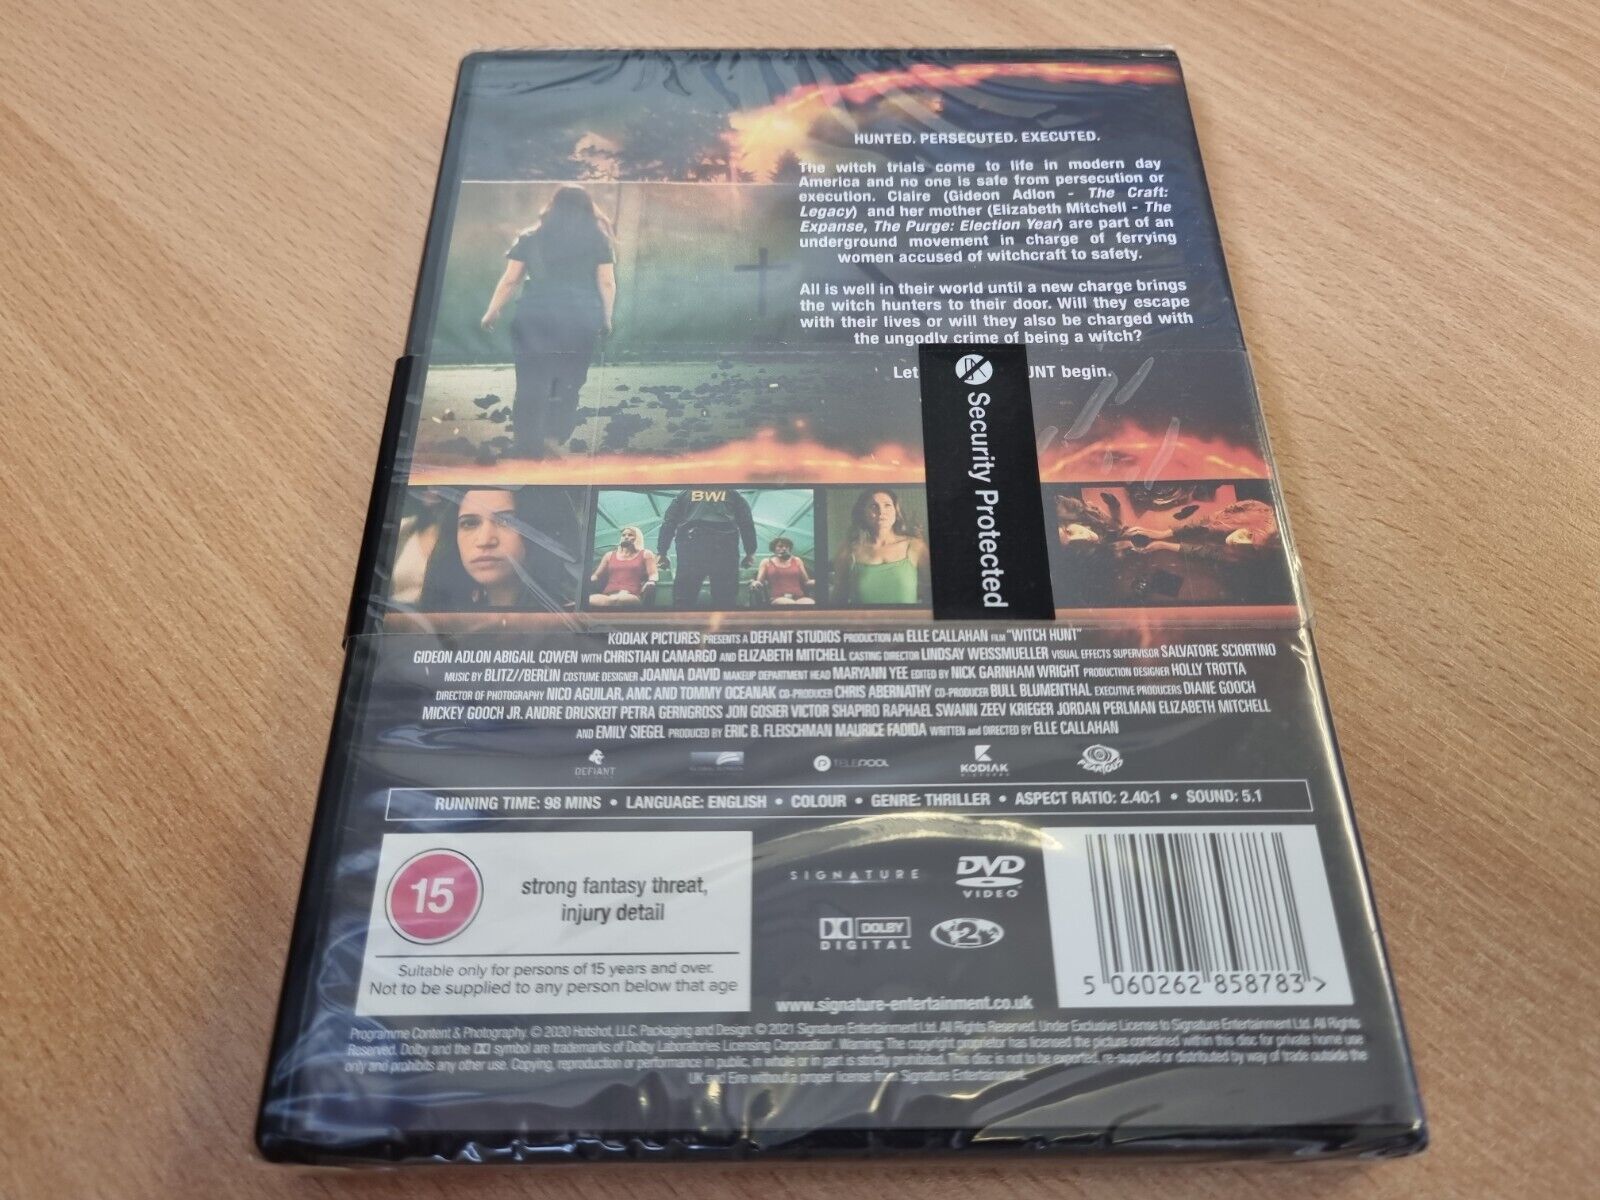 HUNTED. PERSECUTED. EXECUTED.
The witch trials come to life in modern day
America and no one is safe from persecution or
execution. Claire (Gideon Adlon - The Craft:
Legacy) and her mother (Elizabeth Mitchell - The
Expanse, The Purge: Election Year) are part of an
underground movement in charge of ferrying
women accused of witchcraft to safety.
All is well in their world until a new charge brings
the witch hunters to their door. Will they escape
with their lives or will they also be charged with
the ungodly crime of being a witch?
Let UNT begin.
Security Protected
BWI
KODIAK PICTURES PRESENTS A DEFIANT STUDIOS PRODUCTION AN ELLE CALLAHAN FILM "WITCH HUNT"
GIDEON ADLON ABIGAIL COWEN WITH CHRISTIAN CAMARGO AND ELIZABETH MITCHELL CASTING DIRECTOR LINDSAY WEISSMUELLER VISUAL EFFECTS SUPERVISOR SALVATORE SCIORTINO
MUSIC BY BLITZ//BERLIN COSTUME DESIGNER JOANNA DAVID MAKEUP DEPARTMENT HEAD MARYANN YEE EDITED BY NICK GARNHAM WRIGHT PRODUCTION DESIGNER HOLLY TROTTA
DIRECTOR OF PHOTOGRAPHY NICO AGUILAR, AMC AND TOMMY OCEANAK CO-PRODUCER CHRIS ABERNATHY CO-PRODUCER BULL BLUMENTHAL EXECUTIVE PRODUCERS DIANE GOOCH
MICKEY GOOCH JR. ANDRE DRUSKEIT PETRA GERNGROSS JON GOSIER VICTOR SHAPIRO RAPHAEL SWANN ZEEV KRIEGER JORDAN PERLMAN ELIZABETH MITCHELL
AND EMILY SIEGEL PRODUCED BY ERIC B. FLEISCHMAN MAURICE FADIDA WRITTEN AND DIRECTED BY ELLE CALLAHAN
DEFIANT TELEPOOL KODIAK PICTURES FEARIOUS
RUNNING TIME: 98 MINS • LANGUAGE: ENGLISH • COLOUR • GENRE: THRILLER • ASPECT RATIO: 2.40:1 • SOUND: 5.1
15
strong fantasy threat,
injury detail
Suitable only for persons of 15 years and over.
Not to be supplied to any person below that age
SIGNATURE
DVD
VIDEO
DOLBY
DIGITAL
2
www.signature-entertainment.co.uk
5 060262 858783 >
Programme Content & Photography. © 2020 Hotshot, LLC. Packaging and Design: © 2021 Signature Entertainment Ltd. All Rights Reserved. Under Exclusive License to Signature Entertainment Ltd. All Rights
Reserved. Dolby and the DD symbol are trademarks of Dolby Laboratories Licensing Corporation. Warning: The copyright proprietor has licensed the picture contained within this disc for private home use
only and prohibits any other use. Copying, reproduction or performance in public, in whole or in part is strictly prohibited. This disc is not to be exported, re-supplied or distributed by way of trade outside the
UK and Eire without a proper license from Signature Entertainment.